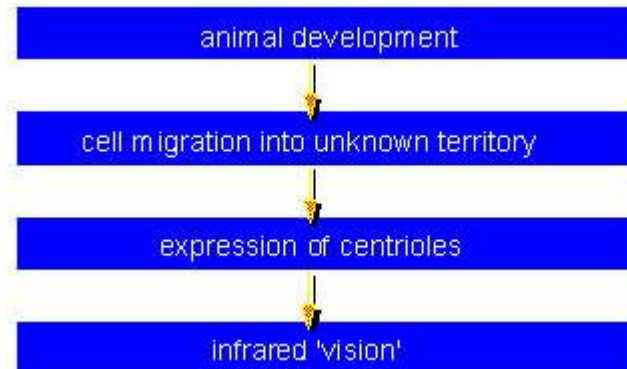 animal development
cell migration into unknown territory
expression of centrioles
infrared 'vision'